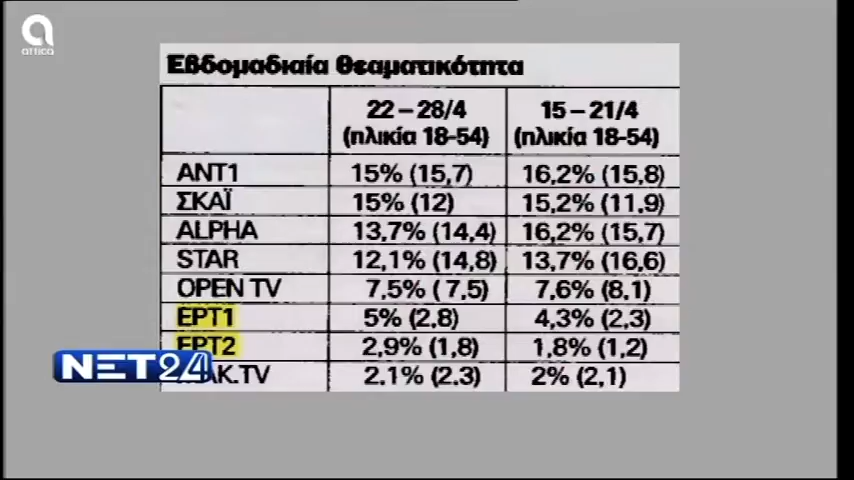 attica
Εβδομαδιαία θεαματικότητα
22 – 28/4 15 – 21/4
(ηλικία 18-54) (ηλικία 18-54)
ΑΝΤ1 15% (15,7) 16,2% (15,8)
ΣΚΑΪ 15% (12) 15,2% (11,9)
ALPHA 13,7% (14,4) 16,2% (15,7)
STAR 12,1% (14,8) 13,7% (16,6)
OPEN TV 7,5% ( 7,5) 7,6% (8,1)
ΕΡΤ1 5% (2,8) 4,3% (2,3)
ΕΡΤ2 2,9% (1,8) 1,8% (1,2)
NET24 2,1% (2,3) 2% (2,1)